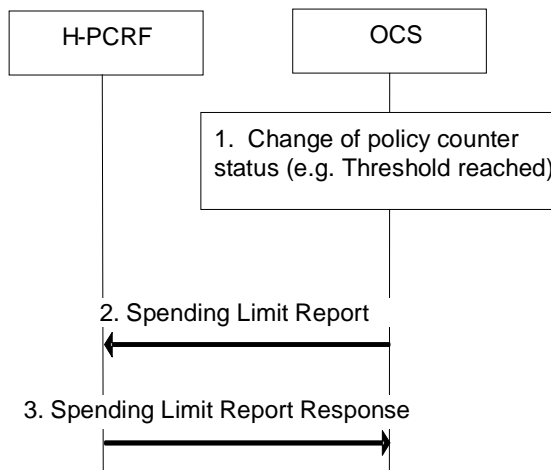 H-PCRF
OCS
1. Change of policy counter
status (e.g. Threshold reached)
2. Spending Limit Report
3. Spending Limit Report Response